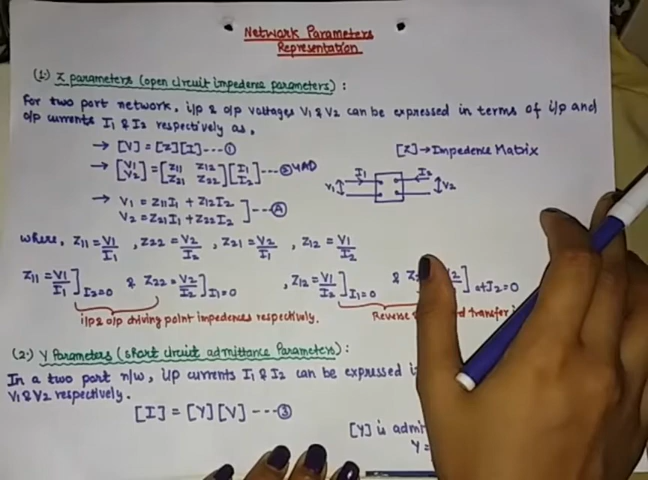 Network Parameters
Representation
(1:) Z parameters (open circuit impedence parameters) :
For two port network, i/p & o/p voltages V1 & V2 can be expressed in terms of i/p and
o/p currents I1 & I2 respectively as,
→ [V] = [Z][I] ----①
→ [V1 V2] = [Z11 Z12 Z21 Z22] [I1 I2] ---②
[Z] → Impedence Matrix
I1 I2
V1 V2
→ V1 = Z11I1 + Z12I2
V2 = Z21I1 + Z22I2 ] ---Ⓐ
where, Z11 = V1/I1 , Z22 = V2/I2 , Z21 = V2/I1 , Z12 = V1/I2
Z11 = V1/I1 ] I2=0 & Z22 = V2/I2 ] I1=0 , Z12 = V1/I2 ] I1=0 & ] at I2=0
i/p & o/p driving point impedences respectively. transfer
(2:) Y Parameters (short circuit admittance Parameters) :
In a two port n/w, i/p currents I1 & I2 can be expressed
V1 & V2 respectively.
[I] = [Y] [V] ----③
[Y] is
Y =